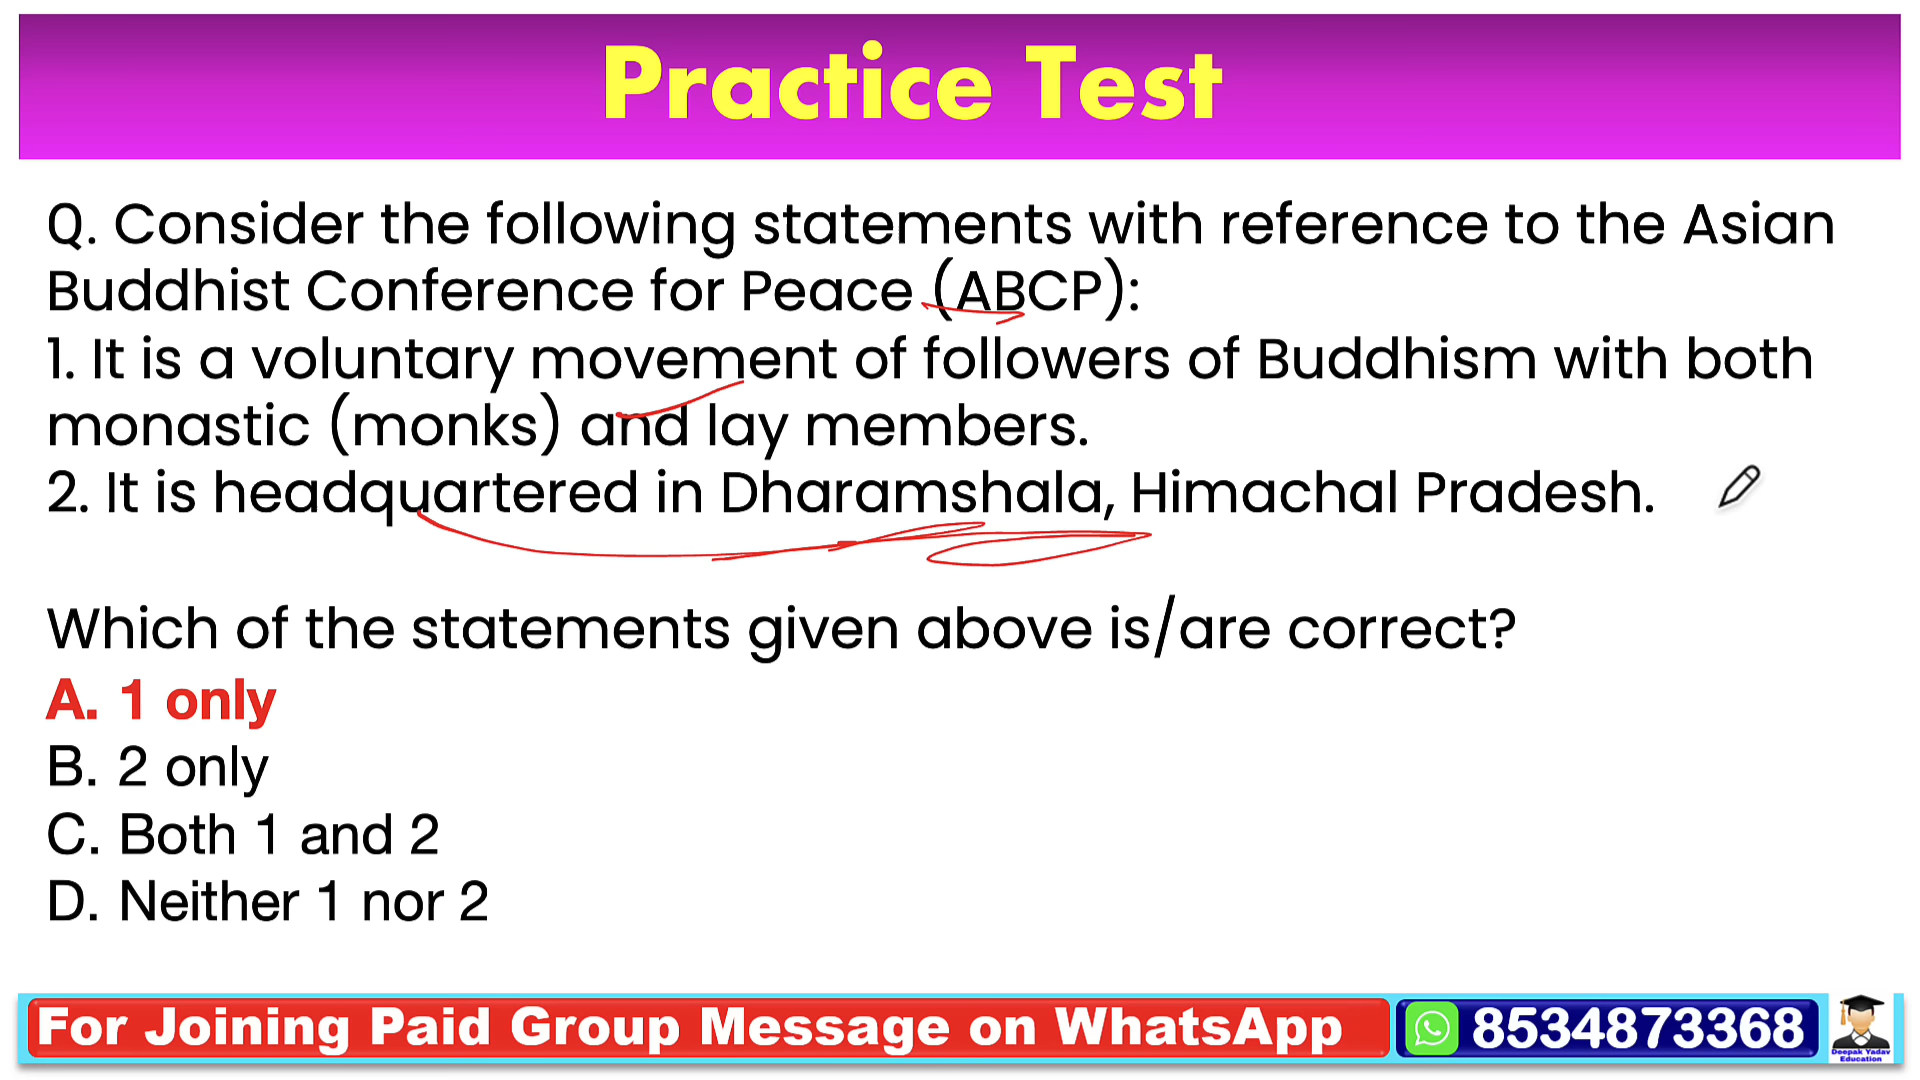 Practice Test
Q. Consider the following statements with reference to the Asian
Buddhist Conference for Peace (ABCP):
1. It is a voluntary movement of followers of Buddhism with both
monastic (monks) and lay members.
2. It is headquartered in Dharamshala, Himachal Pradesh.
Which of the statements given above is/are correct?
A. 1 only
B. 2 only
C. Both 1 and 2
D. Neither 1 nor 2
For Joining Paid Group Message on WhatsApp 8534873368
Deepak Yadav
Education